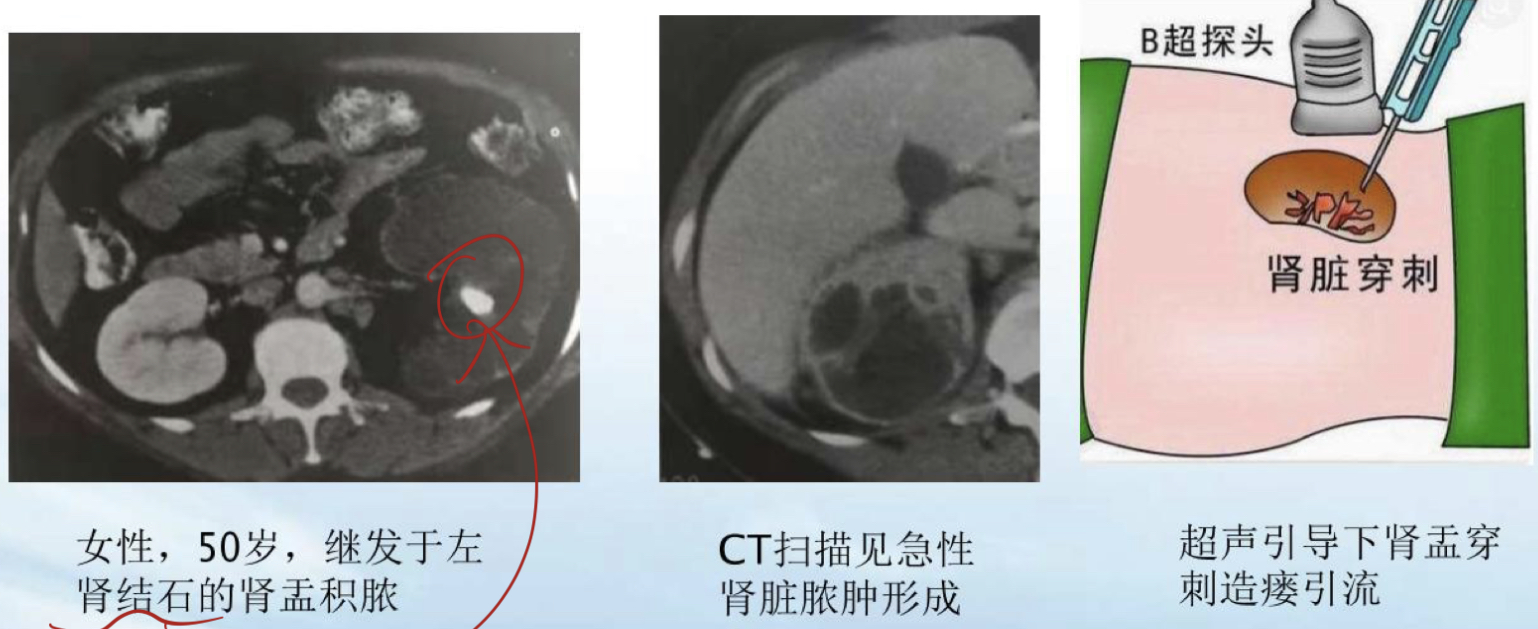 B超探头
肾脏穿刺
女性，50岁，继发于左
肾结石的肾盂积脓
CT扫描见急性
肾脏脓肿形成
超声引导下肾盂穿
刺造瘘引流